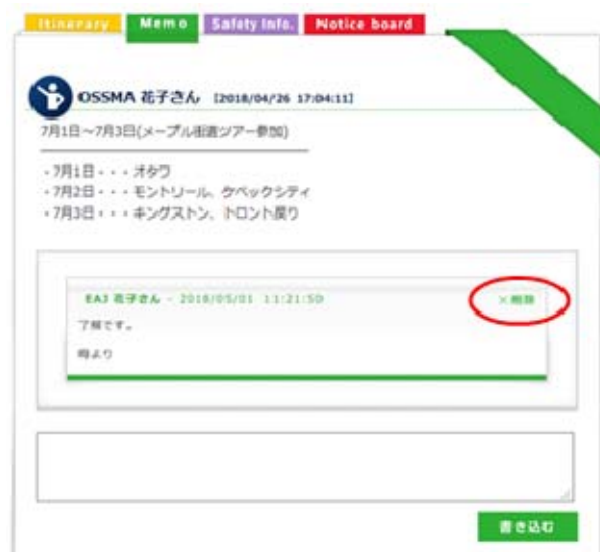 Itinerary Memo Safety Info. Notice board
OSSMA 花子さん [2018/04/26 17:04:11]
7月1日～7月3日(メープル街道ツアー参加)
・7月1日・・・オタワ
・7月2日・・・モントリール、ケベックシティ
・7月3日・・・キングストン、トロント戻り
EAJ 花子さん - 2018/05/01 11:21:50 ×削除
了解です。
母より
書き込む